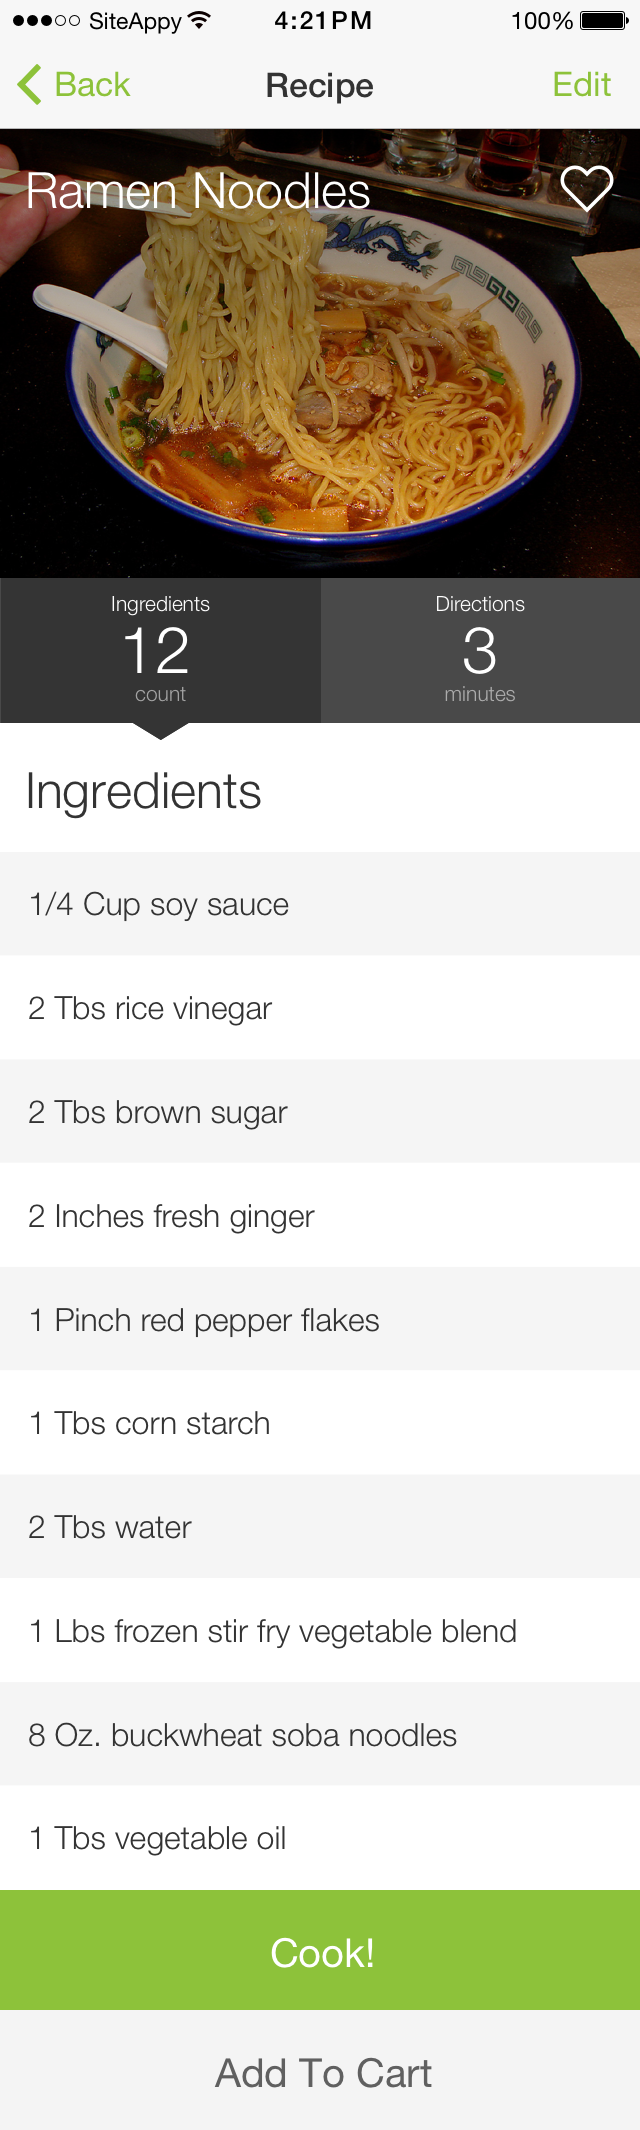 SiteAppy 4:21PM 100%
Back Recipe Edit
Ramen Noodles
Ingredients Directions
12 3
count minutes
Ingredients
1/4 Cup soy sauce
2 Tbs rice vinegar
2 Tbs brown sugar
2 Inches fresh ginger
1 Pinch red pepper flakes
1 Tbs corn starch
2 Tbs water
1 Lbs frozen stir fry vegetable blend
8 Oz. buckwheat soba noodles
1 Tbs vegetable oil
Cook!
Add To Cart